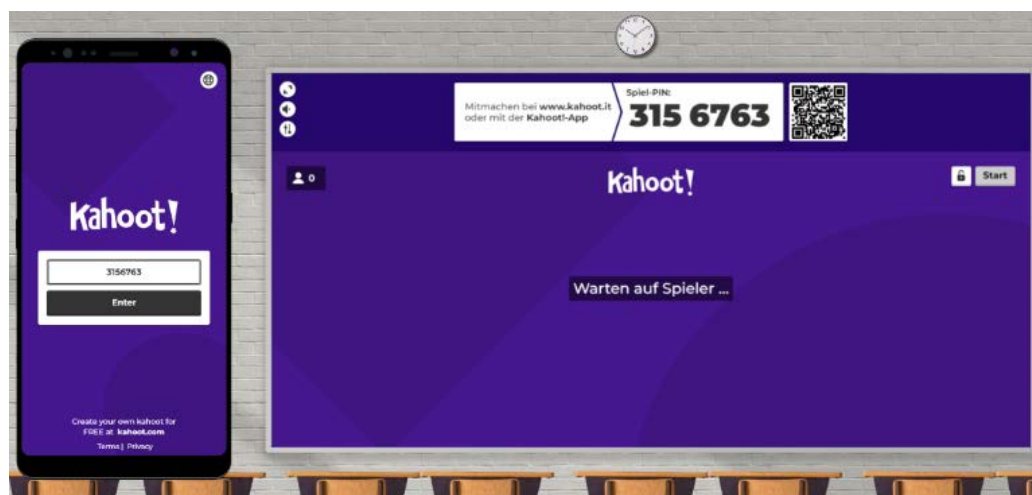 Kahoot!
3156763
Enter
Create your own kahoot for
FREE at kahoot.com
Terms | Privacy
Mitmachen bei www.kahoot.it
oder mit der Kahoot!-App
Spiel-PIN:
315 6763
0
Kahoot!
Start
Warten auf Spieler ...